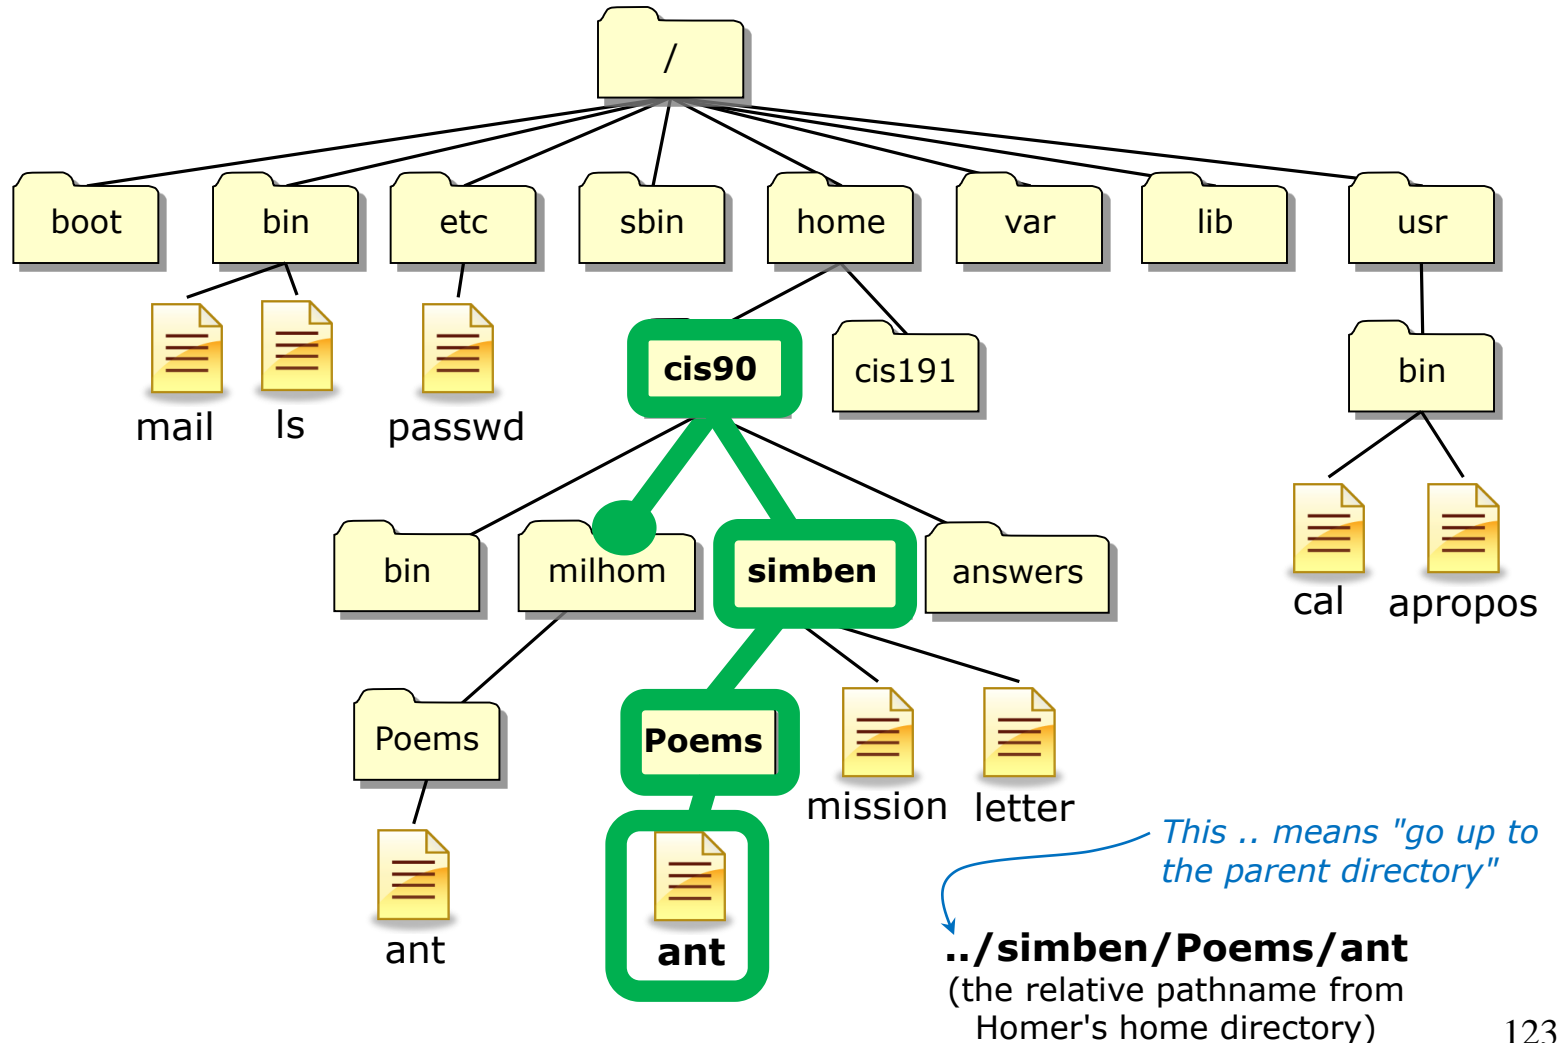 /
boot
bin
etc
sbin
home
var
lib
usr
mail
ls
passwd
cis90
cis191
bin
bin
milhom
simben
answers
cal
apropos
Poems
Poems
mission
letter
ant
ant
This .. means "go up to
the parent directory"
../simben/Poems/ant
(the relative pathname from
Homer's home directory)
123